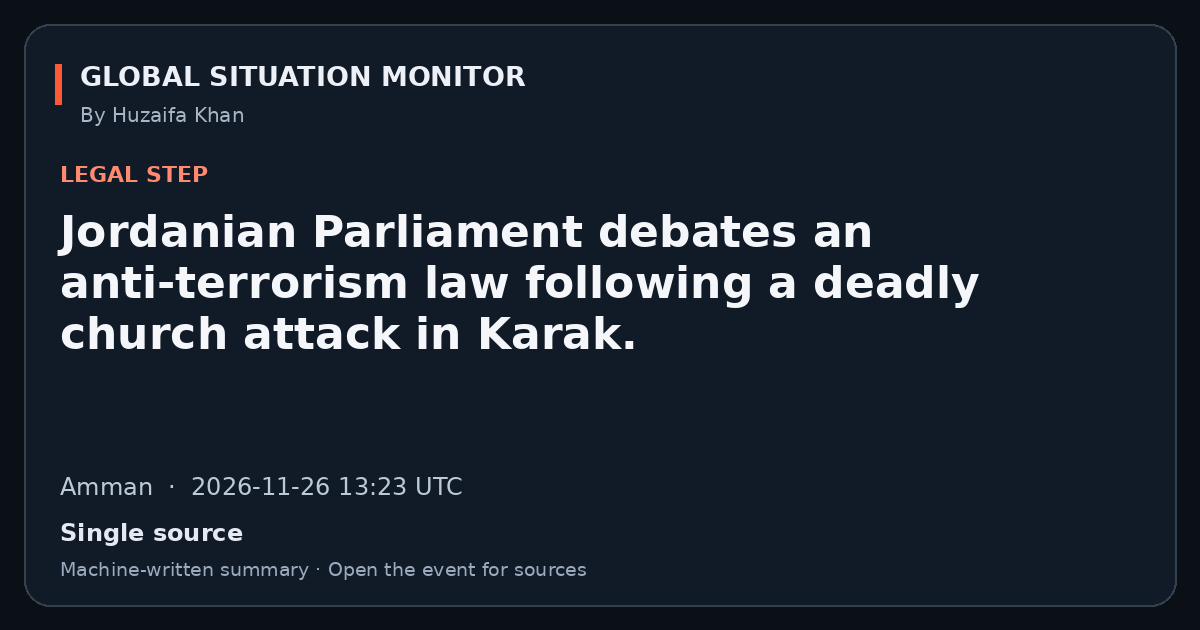 GLOBAL SITUATION MONITOR
By Huzaifa Khan
LEGAL STEP
Jordanian Parliament debates an
anti-terrorism law following a deadly
church attack in Karak.
Amman · 2026-11-26 13:23 UTC
Single source
Machine-written summary · Open the event for sources